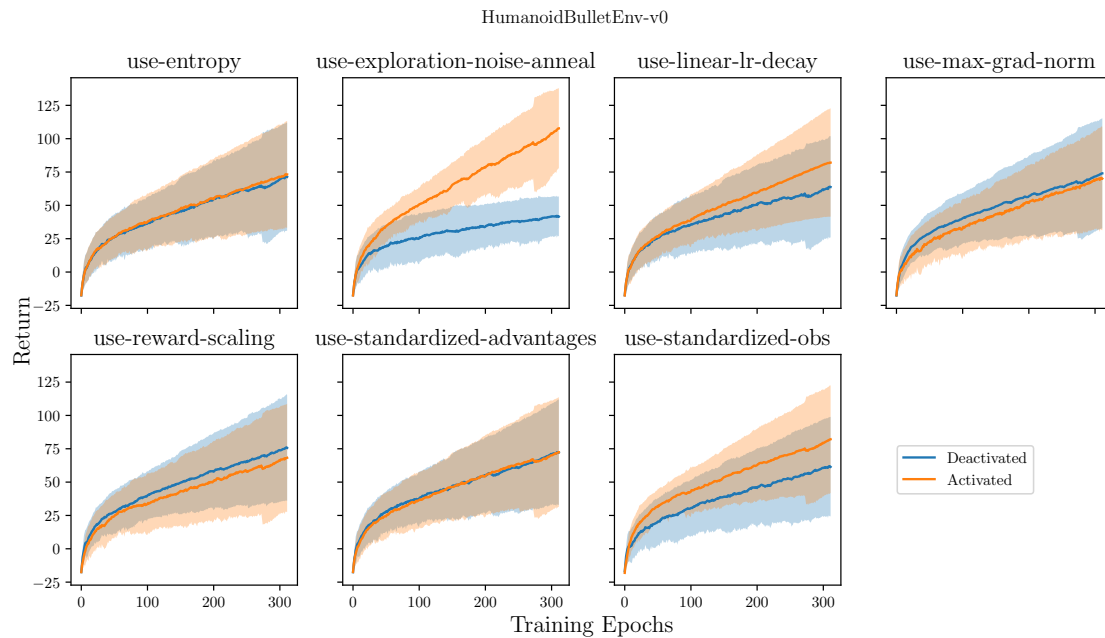 HumanoidBulletEnv-v0
use-entropy
use-exploration-noise-anneal
use-linear-lr-decay
use-max-grad-norm
125
100
75
50
25
0
−25
Return
use-reward-scaling
use-standardized-advantages
use-standardized-obs
125
100
75
50
25
0
−25
0 100 200 300
0 100 200 300
0 100 200 300
Deactivated
Activated
Training Epochs